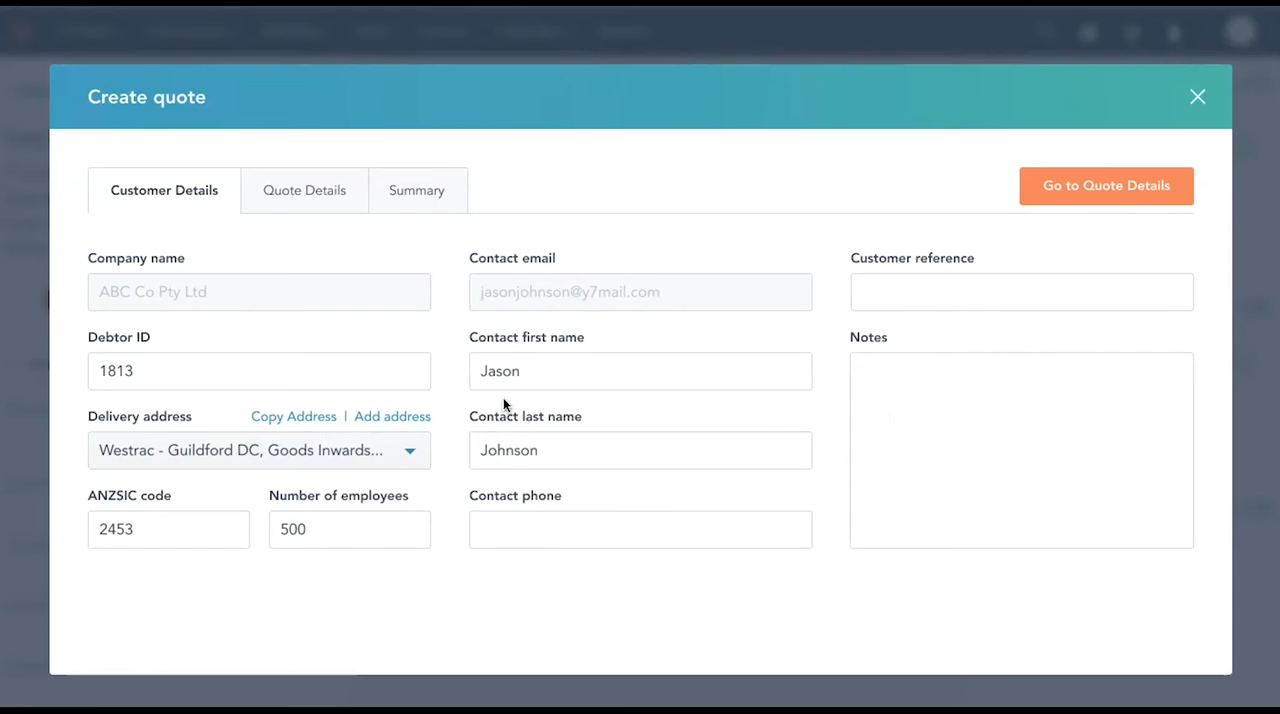 Create quote
Customer Details
Quote Details
Summary
Go to Quote Details
Company name
ABC Co Pty Ltd
Debtor ID
1813
Delivery address
Copy Address | Add address
Westrac - Guildford DC, Goods Inwards...
ANZSIC code
2453
Number of employees
500
Contact email
jasonjohnson@y7mail.com
Contact first name
Jason
Contact last name
Johnson
Contact phone
Customer reference
Notes